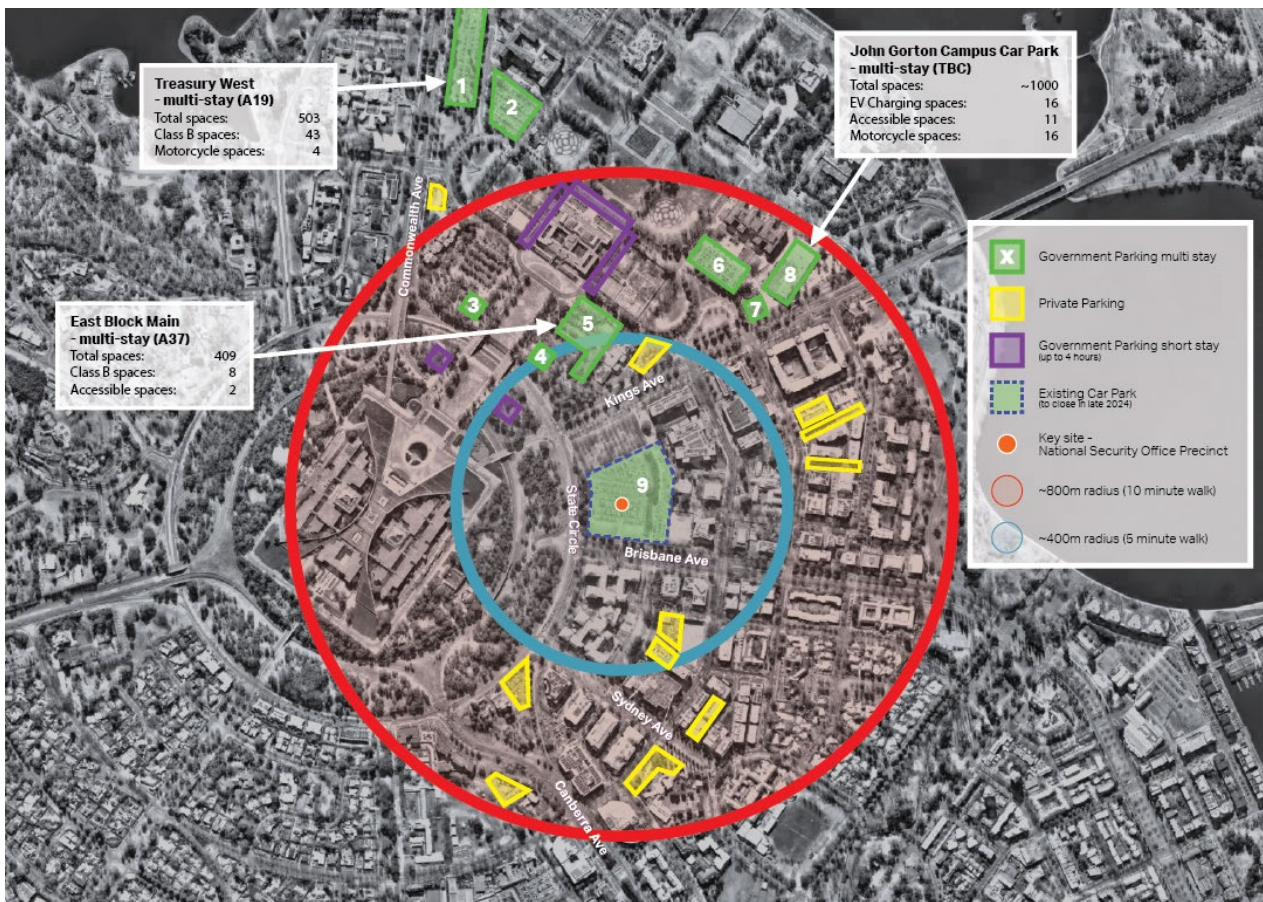 Treasury West
- multi-stay (A19)
Total spaces: 503
Class B spaces: 43
Motorcycle spaces: 4
John Gorton Campus Car Park
- multi-stay (TBC)
Total spaces: ~1000
EV Charging spaces: 16
Accessible spaces: 11
Motorcycle spaces: 16
East Block Main
- multi-stay (A37)
Total spaces: 409
Class B spaces: 8
Accessible spaces: 2
1
2
3
4
5
6
7
8
9
Commonwealth Ave
Kings Ave
State Circle
Brisbane Ave
Sydney Ave
Canberra Ave
X Government Parking multi stay
Private Parking
Government Parking short stay
(up to 4 hours)
Existing Car Park
(to close in late 2024)
Key site –
National Security Office Precinct
~800m radius (10 minute walk)
~400m radius (5 minute walk)